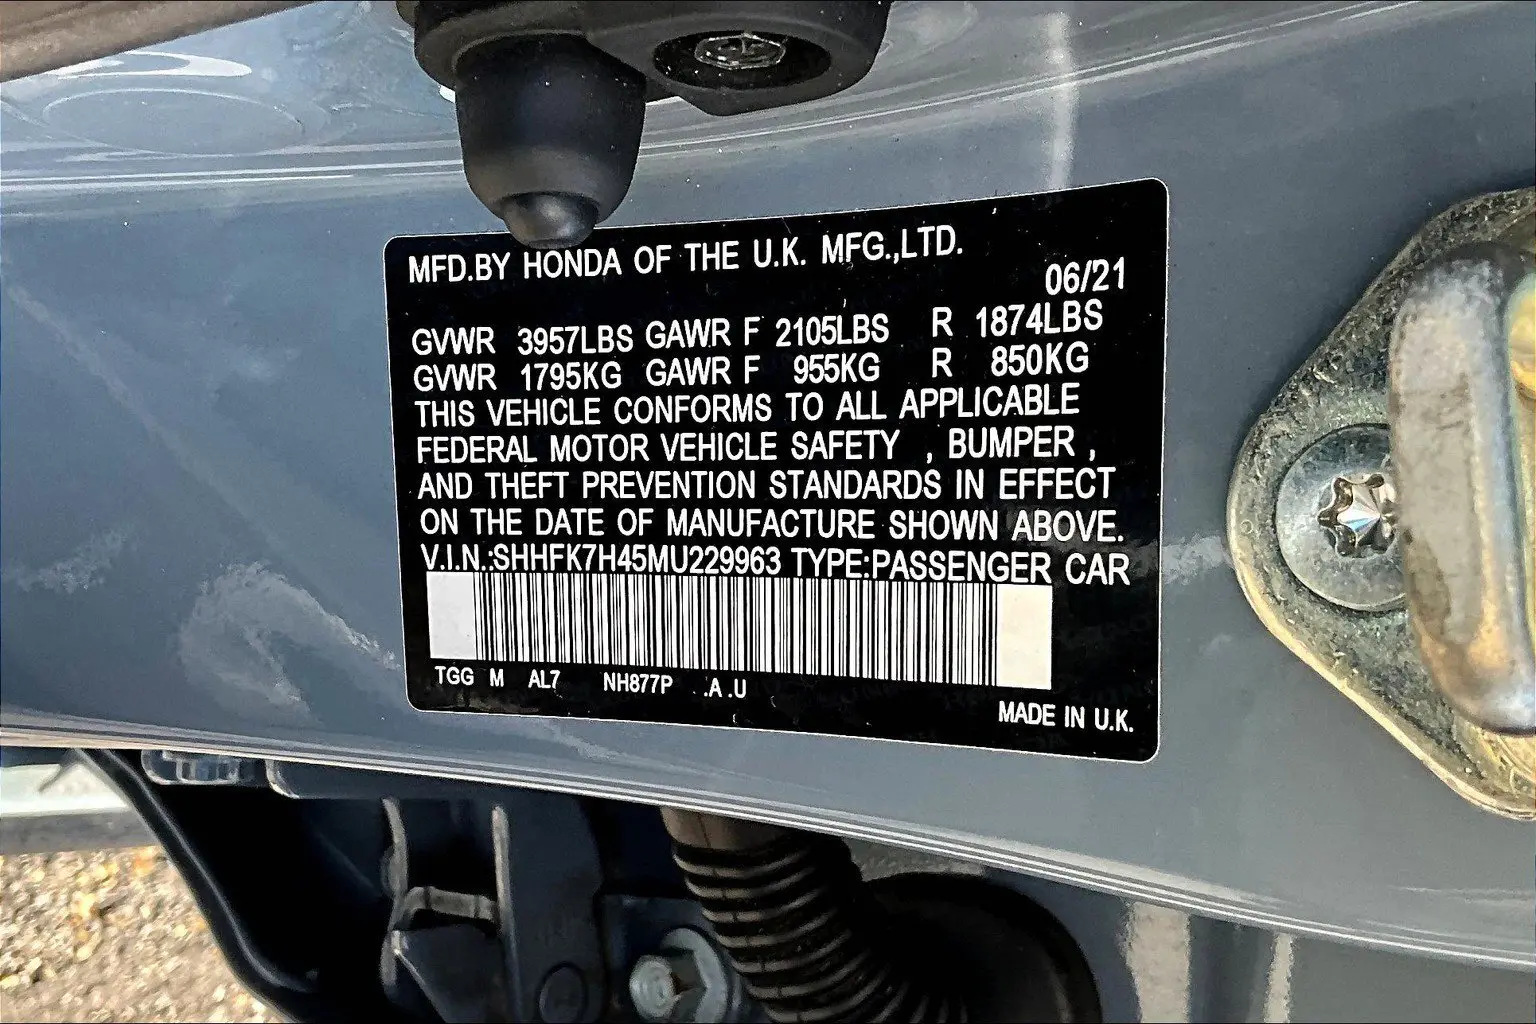 MFD.BY HONDA OF THE U.K. MFG.,LTD.
06/21
GVWR 3957LBS GAWR F 2105LBS R 1874LBS
GVWR 1795KG GAWR F 955KG R 850KG
THIS VEHICLE CONFORMS TO ALL APPLICABLE
FEDERAL MOTOR VEHICLE SAFETY , BUMPER ,
AND THEFT PREVENTION STANDARDS IN EFFECT
ON THE DATE OF MANUFACTURE SHOWN ABOVE.
V.I.N.:SHHFK7H45MU229963 TYPE:PASSENGER CAR
TGG M AL7 NH877P .A .U
MADE IN U.K.